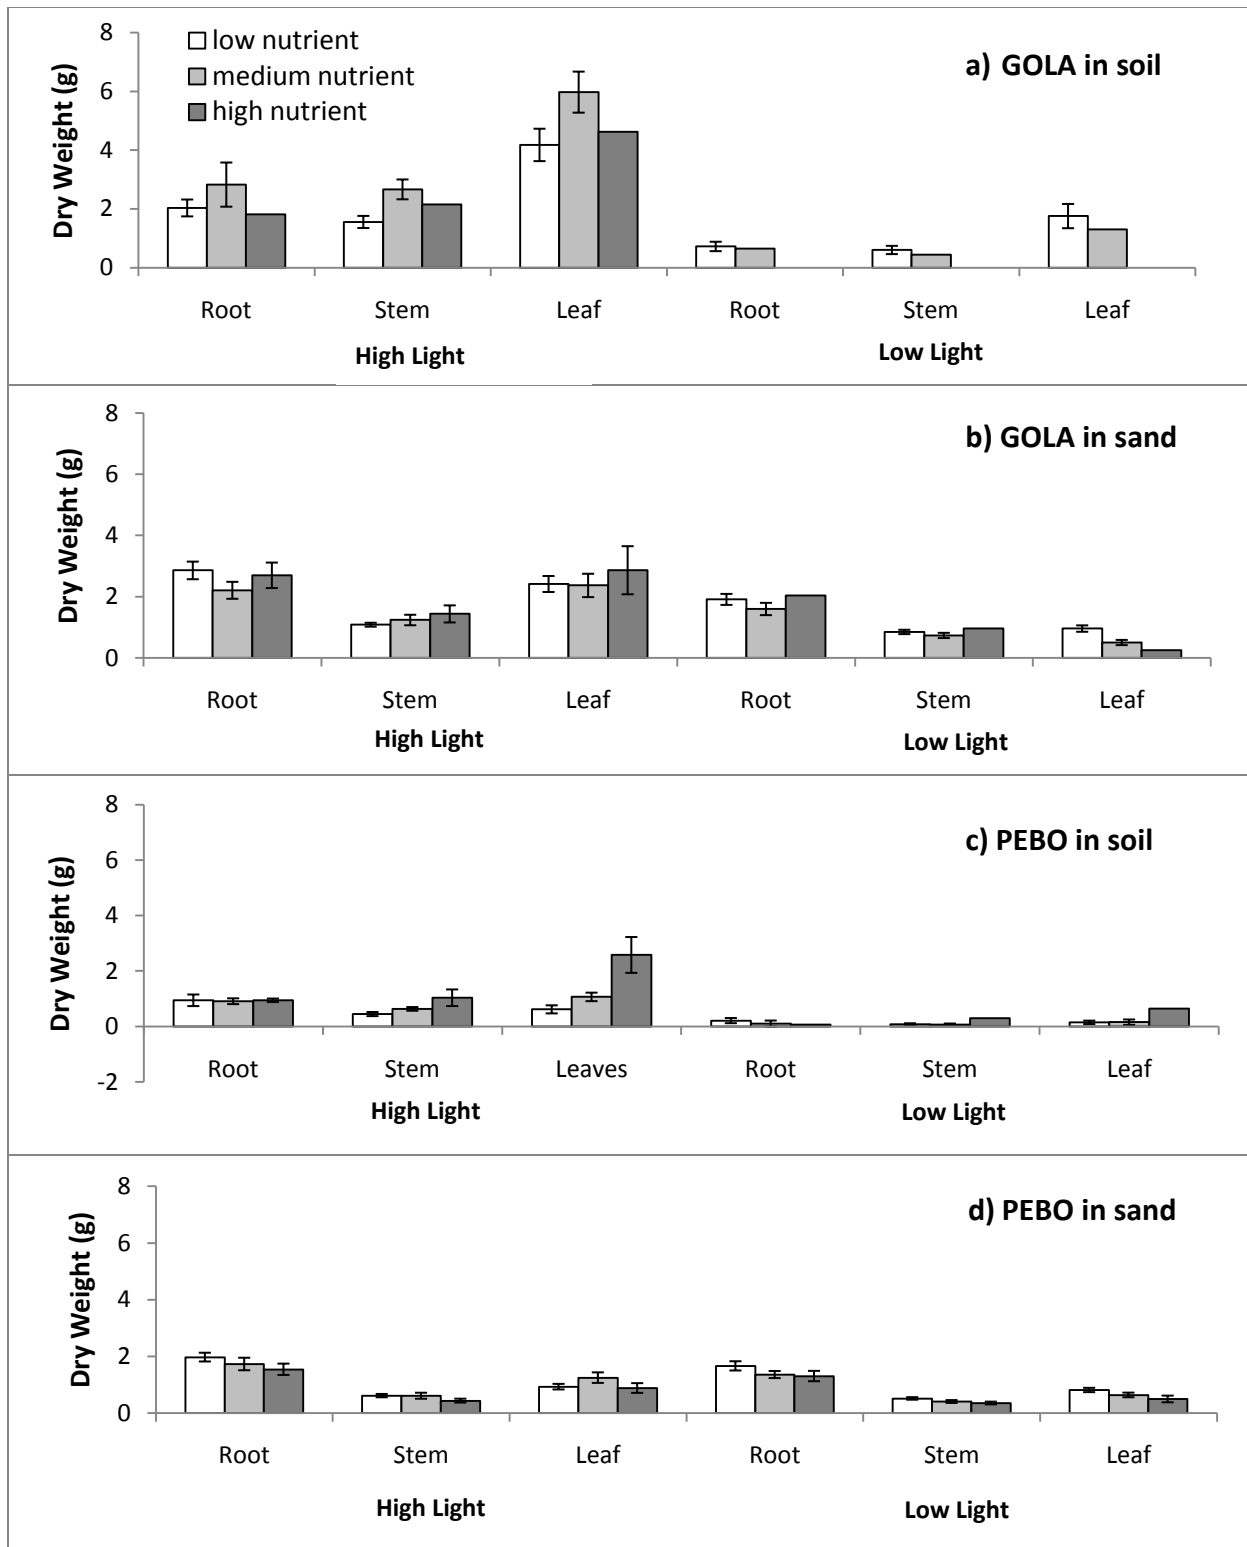 8
6
4
2
0
Dry Weight (g)
low nutrient
medium nutrient
high nutrient
a) GOLA in soil
Root Stem Leaf Root Stem Leaf
High Light Low Light
8
6
4
2
0
Dry Weight (g)
b) GOLA in sand
Root Stem Leaf Root Stem Leaf
High Light Low Light
8
6
4
2
0
-2
Dry Weight (g)
c) PEBO in soil
Root Stem Leaves Root Stem Leaf
High Light Low Light
8
6
4
2
0
Dry Weight (g)
d) PEBO in sand
Root Stem Leaf Root Stem Leaf
High Light Low Light